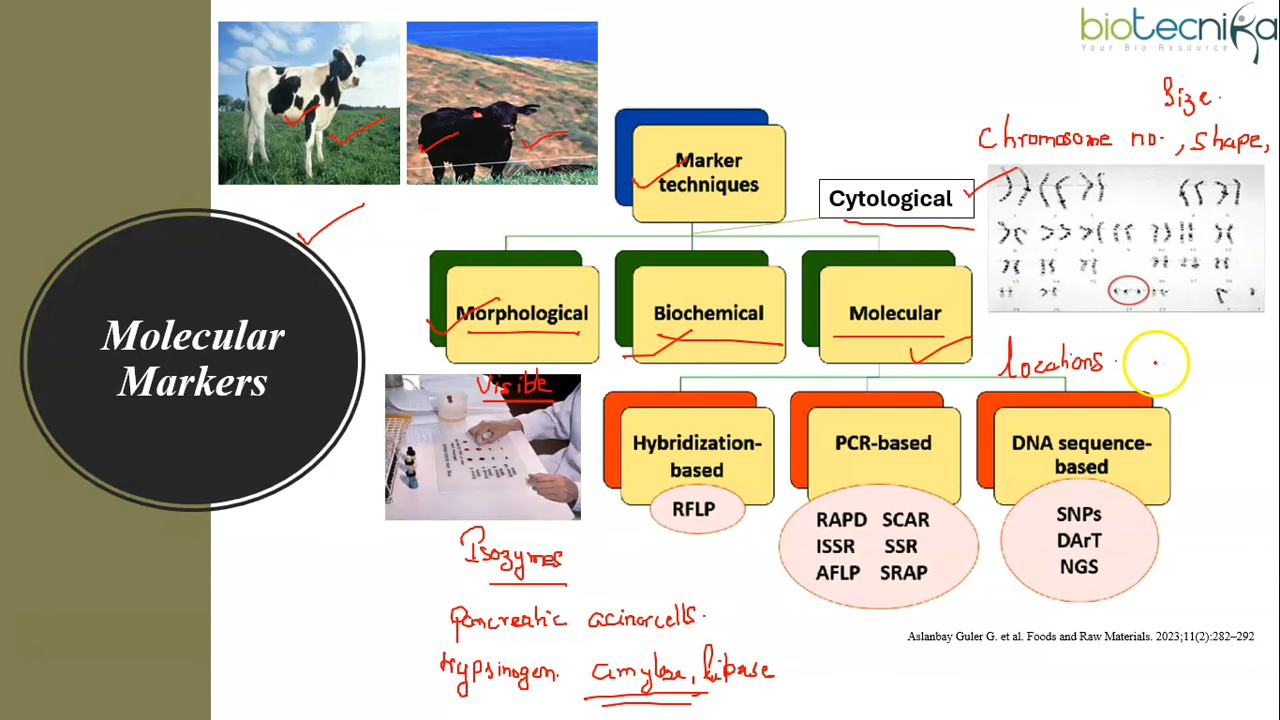 biotecnika
Your Bio Resource
Size.
Chromosome no. , shape,
Marker
techniques
Cytological
Morphological
Biochemical
Molecular
Molecular
Markers
locations.
visible
Hybridization-
based
PCR-based
DNA sequence-
based
RFLP
RAPD SCAR
ISSR SSR
AFLP SRAP
SNPs
DArT
NGS
Isozymes
Pancreatic acinar cells.
Trypsinogen. amylase, lipase
Aslanbay Guler G. et al. Foods and Raw Materials. 2023;11(2):282–292